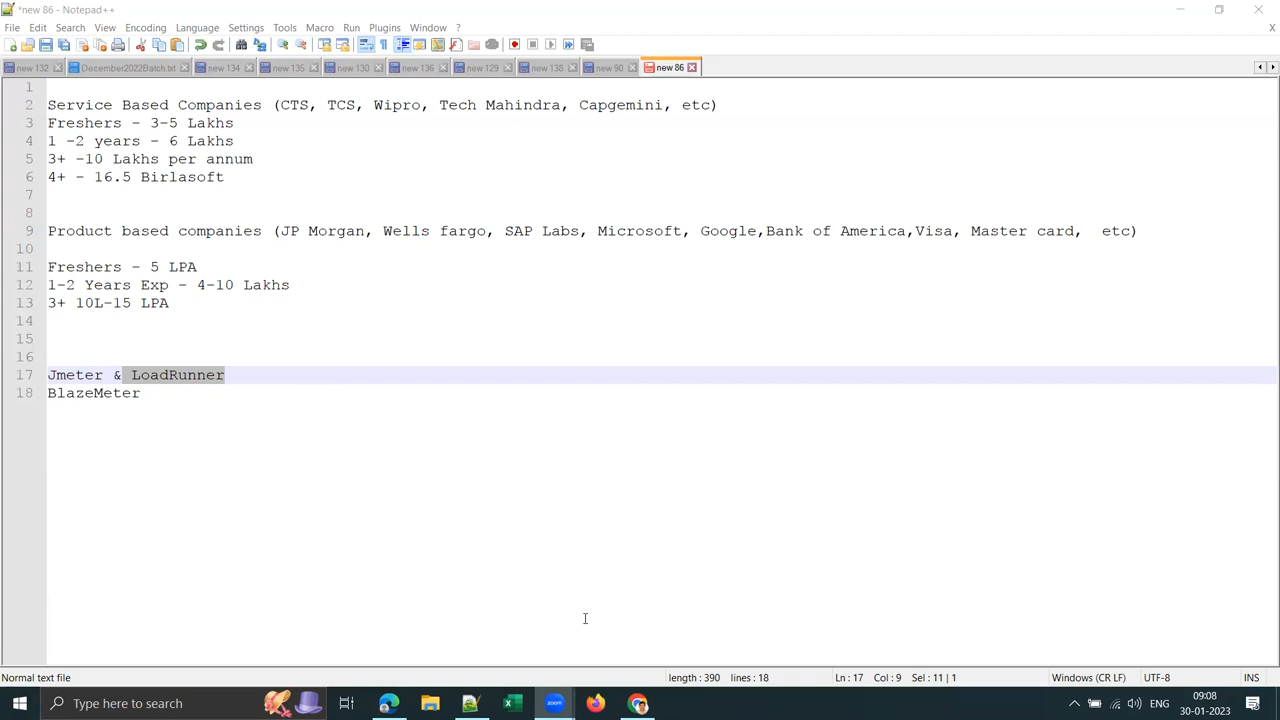 *new 86 - Notepad++
File Edit Search View Encoding Language Settings Tools Macro Run Plugins Window ? X
new 132 December2022Batch.txt new 134 new 135 new 130 new 136 new 129 new 138 new 90 new 86
1
2 Service Based Companies (CTS, TCS, Wipro, Tech Mahindra, Capgemini, etc)
3 Freshers - 3-5 Lakhs
4 1 -2 years - 6 Lakhs
5 3+ -10 Lakhs per annum
6 4+ - 16.5 Birlasoft
7
8
9 Product based companies (JP Morgan, Wells fargo, SAP Labs, Microsoft, Google,Bank of America,Visa, Master card,  etc)
10
11 Freshers - 5 LPA
12 1-2 Years Exp - 4-10 Lakhs
13 3+ 10L-15 LPA
14
15
16
17 Jmeter & LoadRunner
18 BlazeMeter
Normal text file length : 390 lines : 18 Ln : 17 Col : 9 Sel : 11 | 1 Windows (CR LF) UTF-8 INS
Type here to search zoom ENG 09:08
30-01-2023